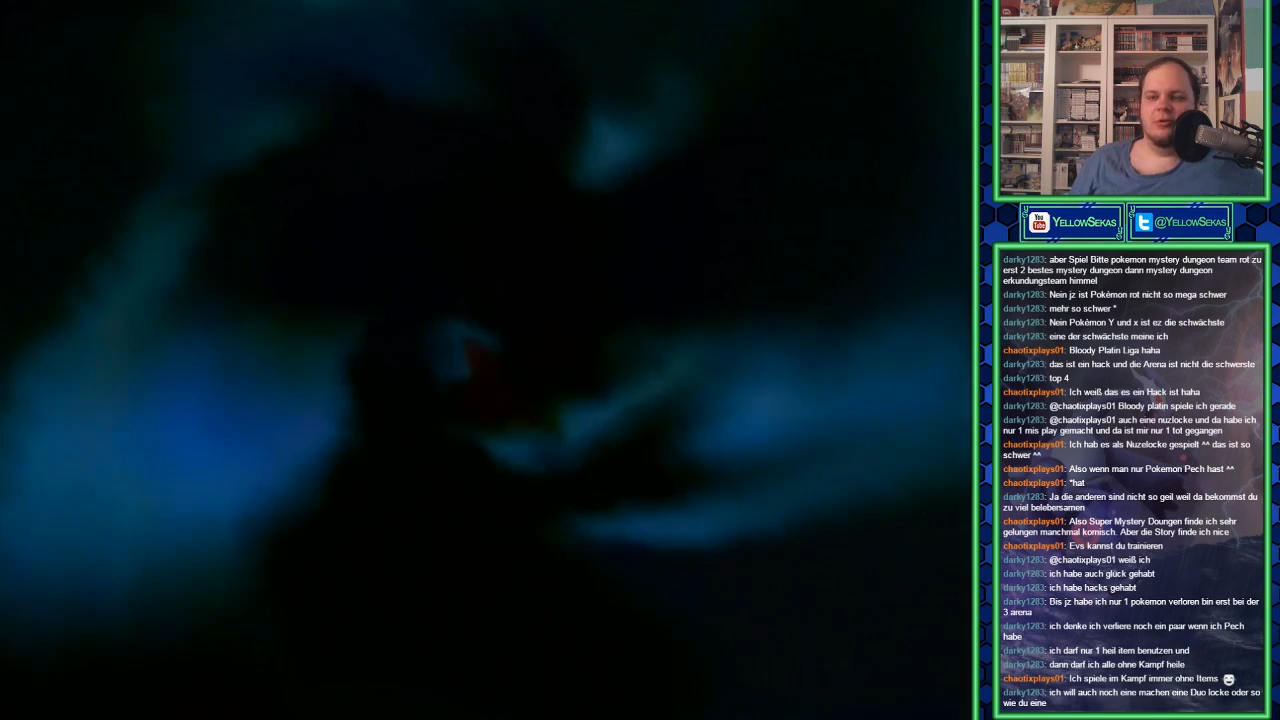 YellowSekas
@YellowSekas
darky1283: aber Spiel Bitte pokemon mystery dungeon team rot zu
erst 2 bestes mystery dungeon dann mystery dungeon
erkundungsteam himmel
darky1283: Nein jz ist Pokémon rot nicht so mega schwer
darky1283: mehr so schwer *
darky1283: Nein Pokémon Y und x ist ez die schwächste
darky1283: eine der schwächste meine ich
chaotixplays01: Bloody Platin Liga haha
darky1283: das ist ein hack und die Arena ist nicht die schwerste
darky1283: top 4
chaotixplays01: Ich weiß das es ein Hack ist haha
darky1283: @chaotixplays01 Bloody platin spiele ich gerade
darky1283: @chaotixplays01 auch eine nuzlocke und da habe ich
nur 1 mis play gemacht und da ist mir nur 1 tot gegangen
chaotixplays01: Ich hab es als Nuzelocke gespielt ^^ das ist so
schwer ^^
chaotixplays01: Also wenn man nur Pokemon Pech hast ^^
chaotixplays01: *hat
darky1283: Ja die anderen sind nicht so geil weil da bekommst du
zu viel belebersamen
chaotixplays01: Also Super Mystery Doungen finde ich sehr
gelungen manchmal komisch. Aber die Story finde ich nice
chaotixplays01: Evs kannst du trainieren
darky1283: @chaotixplays01 weiß ich
darky1283: ich habe auch glück gehabt
darky1283: ich habe hacks gehabt
darky1283: Bis jz habe ich nur 1 pokemon verloren bin erst bei der
3 arena
darky1283: ich denke ich verliere noch ein paar wenn ich Pech
habe
darky1283: ich darf nur 1 heil item benutzen und
darky1283: dann darf ich alle ohne Kampf heile
chaotixplays01: Ich spiele im Kampf immer ohne Items
darky1283: ich will auch noch eine machen eine Duo locke oder so
wie du eine